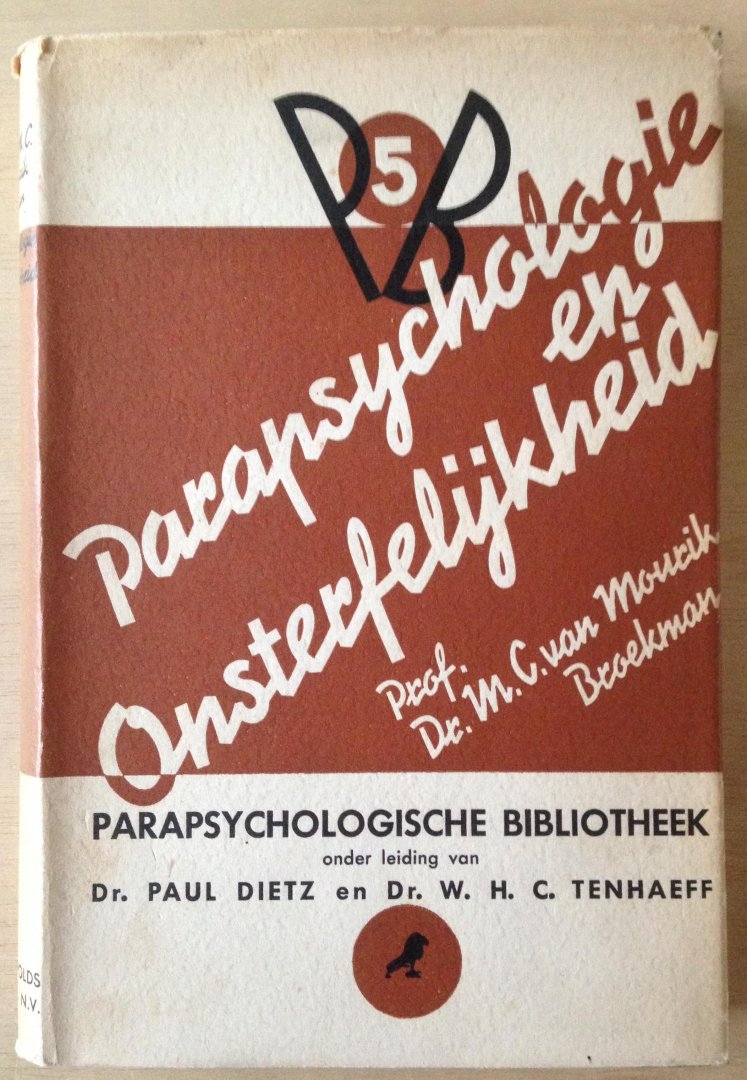 PB
5
Parapsychologie
en
Onsterfelijkheid
Prof.
Dr. M. C. van Mourik
Broekman
PARAPSYCHOLOGISCHE BIBLIOTHEEK
onder leiding van
Dr. PAUL DIETZ en Dr. W. H. C. TENHAEFF
OLDS
N.V.